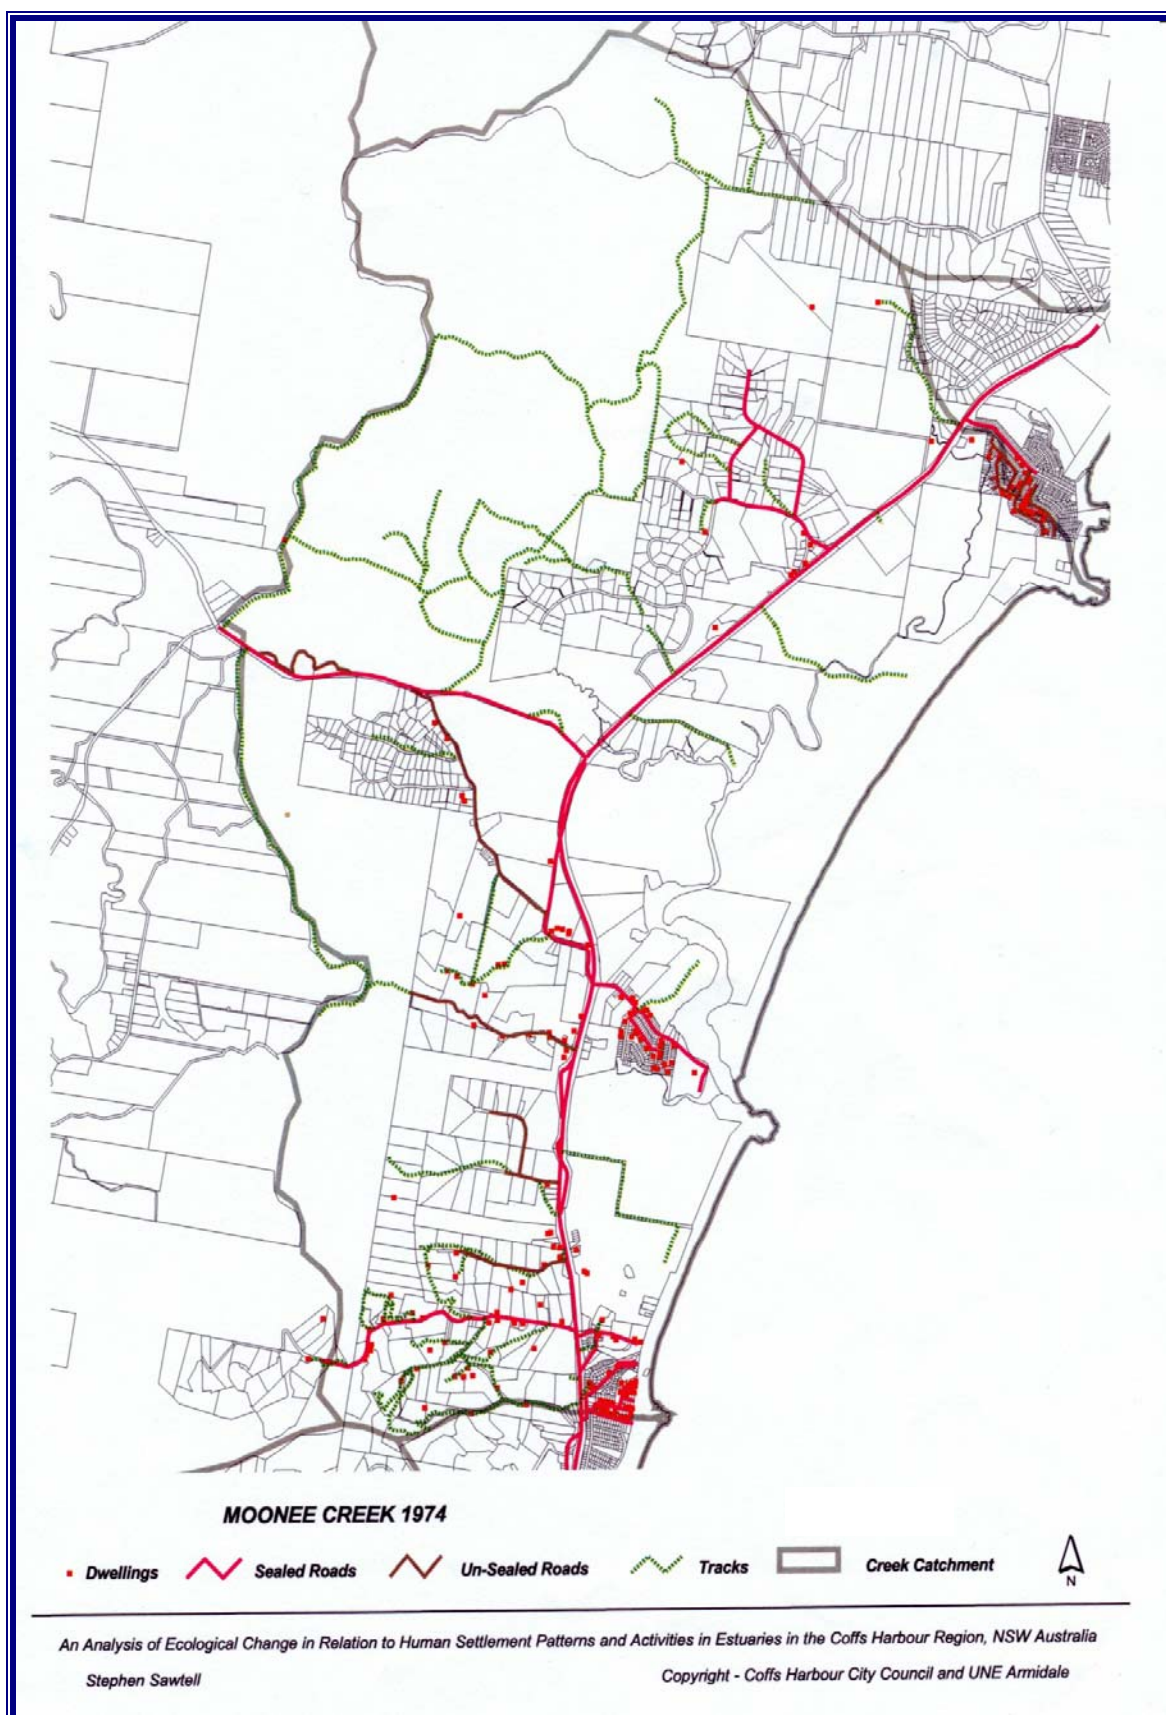 MOONEE CREEK 1974
Dwellings Sealed Roads Un-Sealed Roads Tracks Creek Catchment
N
An Analysis of Ecological Change in Relation to Human Settlement Patterns and Activities in Estuaries in the Coffs Harbour Region, NSW Australia
Stephen Sawtell Copyright - Coffs Harbour City Council and UNE Armidale